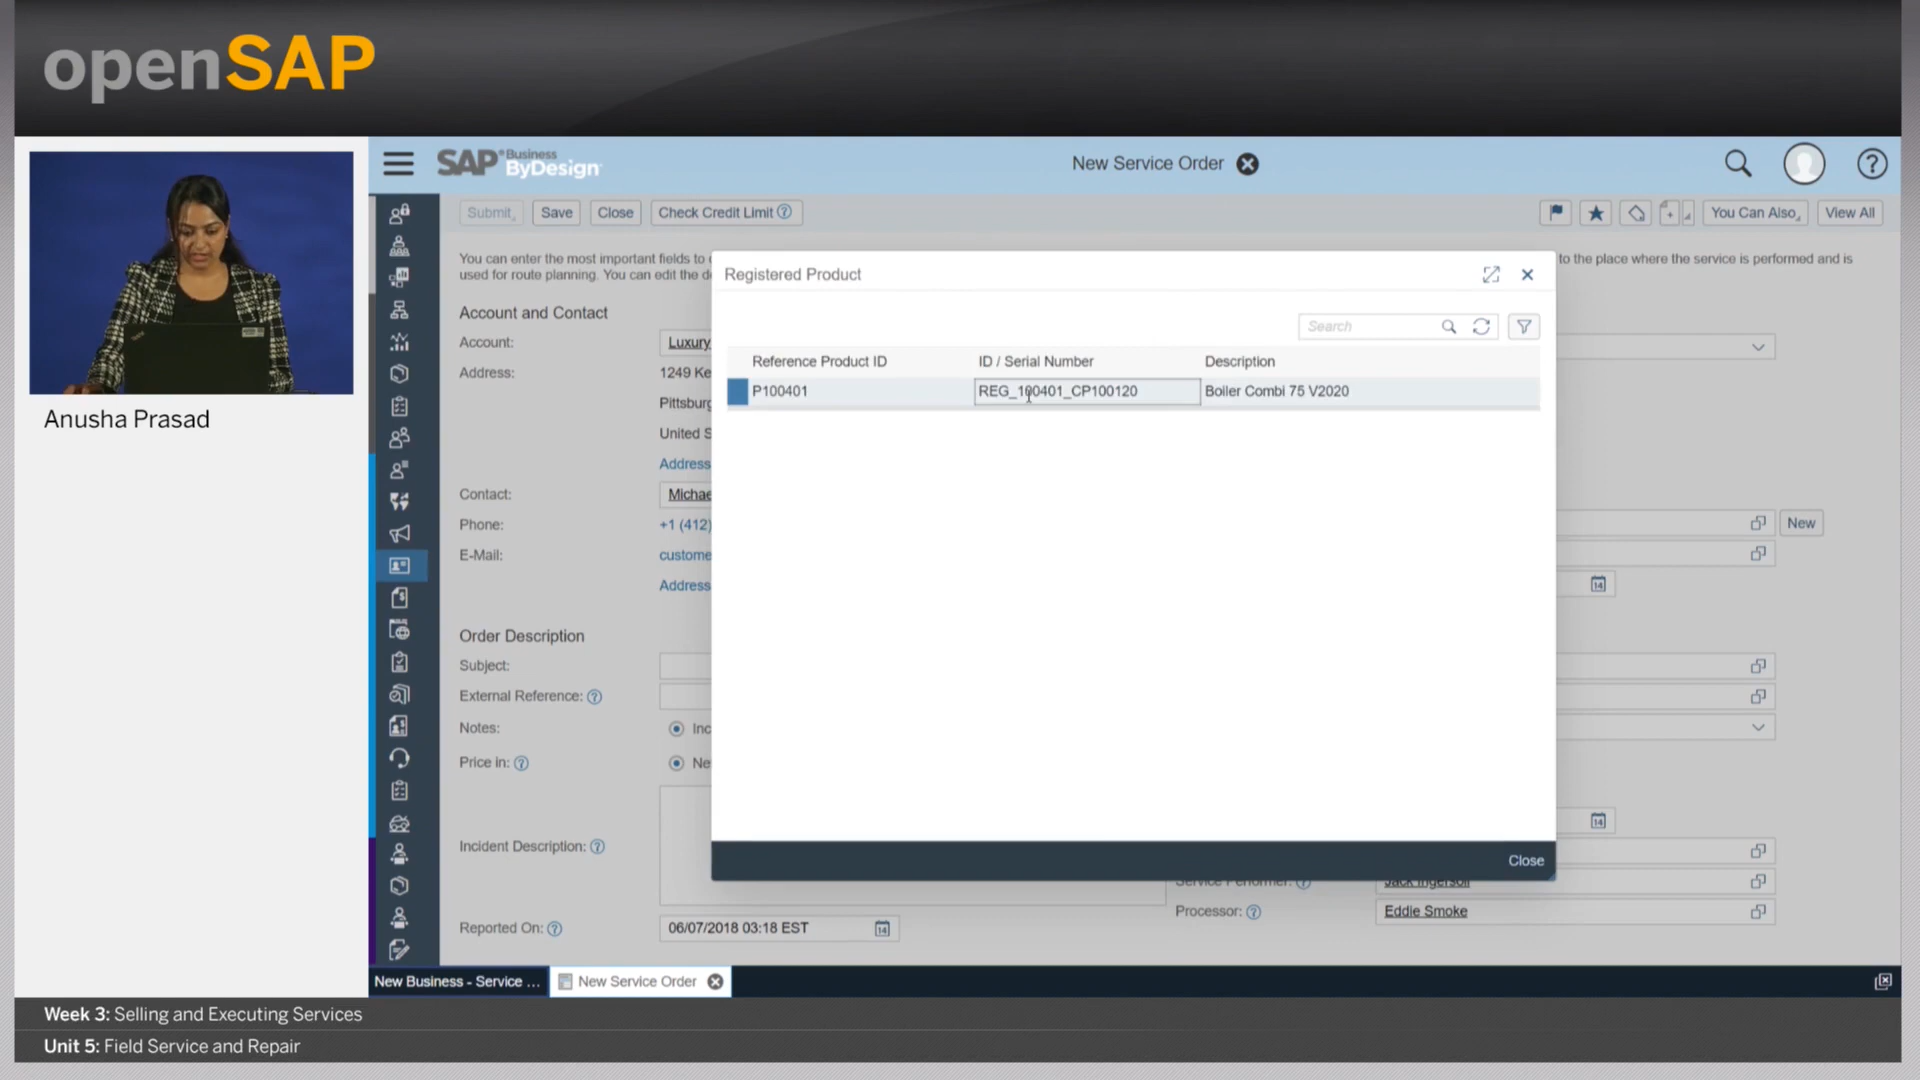 openSAP
Anusha Prasad
SAP Business ByDesign
New Service Order
Submit
Save
Close
Check Credit Limit
You Can Also
View All
You can enter the most important fields to
to the place where the service is performed and is
used for route planning. You can edit the d
Account and Contact
Account:
Luxury
Address:
1249 Ke
Pittsburg
United S
Address
Contact:
Michae
Phone:
+1 (412)
E-Mail:
custome
Address
New
Order Description
Subject:
External Reference:
Notes:
Inc
Price in:
Ne
Incident Description:
Reported On:
06/07/2018 03:18 EST
Registered Product
Search
Reference Product ID
ID / Serial Number
Description
P100401
REG_100401_CP100120
Boiler Combi 75 V2020
Close
Service Performer:
Jack Ingersoll
Processor:
Eddie Smoke
New Business - Service ...
New Service Order
Week 3: Selling and Executing Services
Unit 5: Field Service and Repair